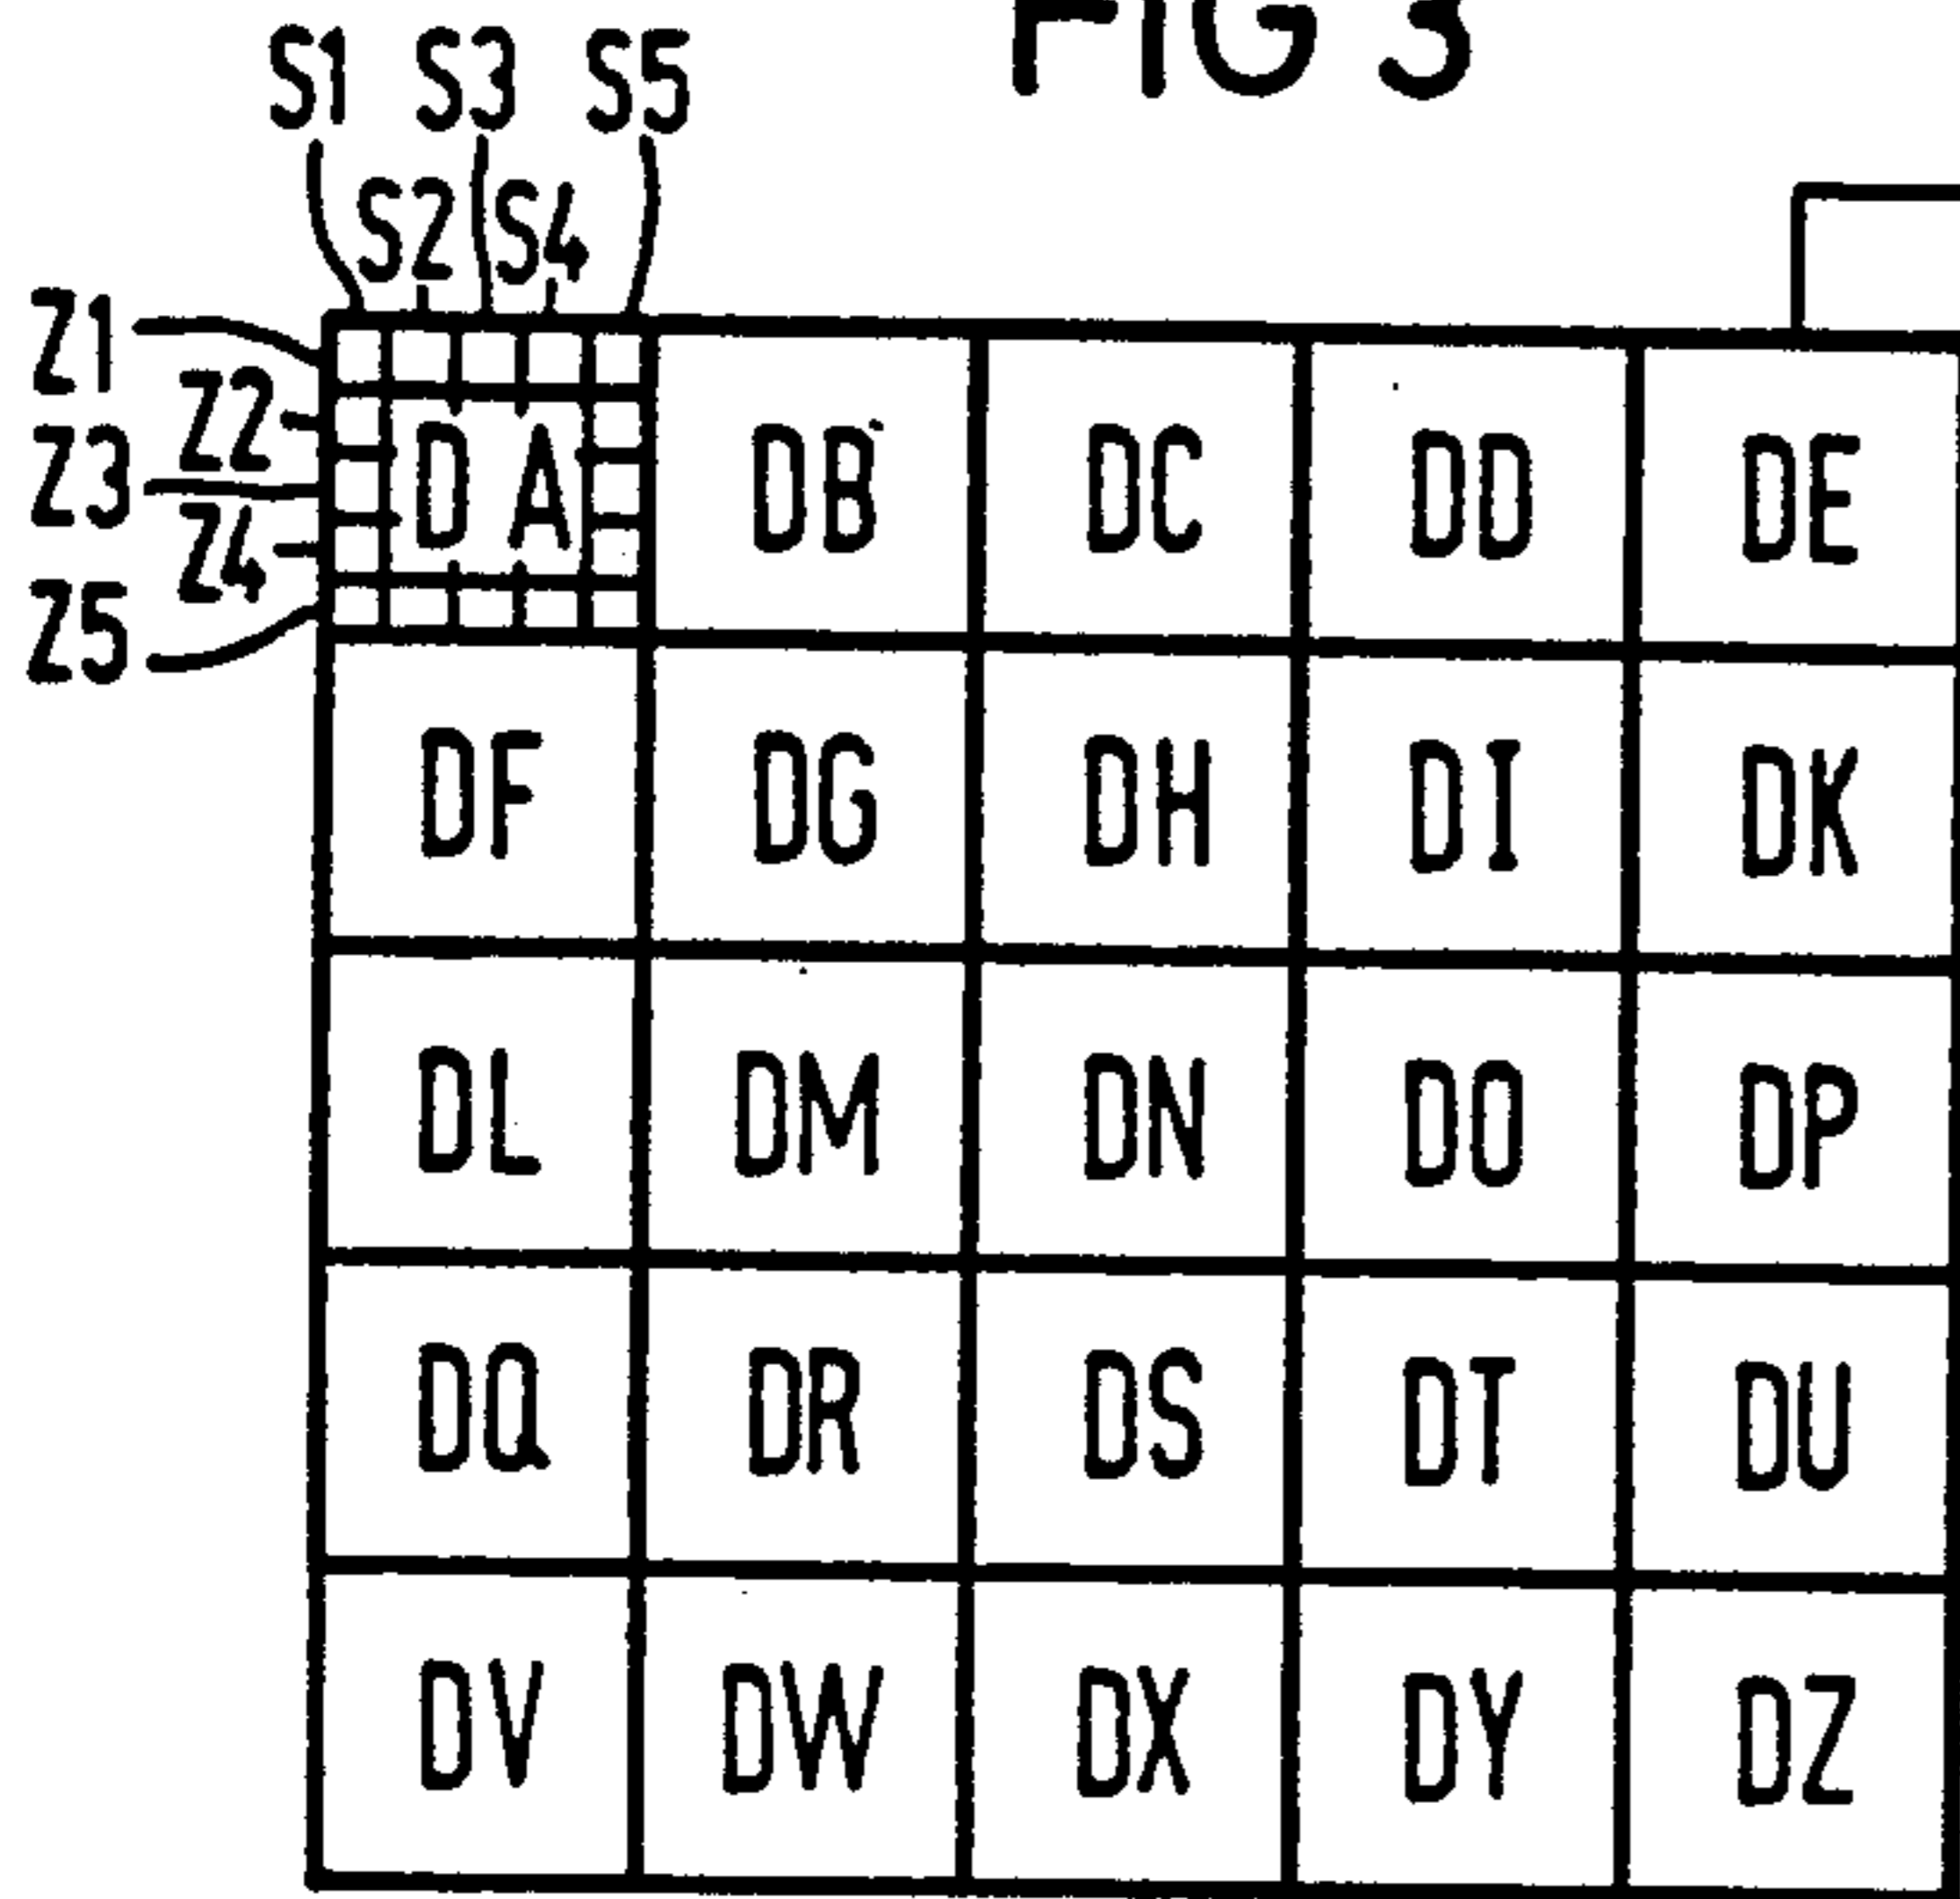 FIG 3
S1 S3 S5
S2 S4
Z1
Z2
Z3
Z4
Z5
DA DB DC DD DE
DF DG DH DI DK
DL DM DN DO DP
DQ DR DS DT DU
DV DW DX DY DZ